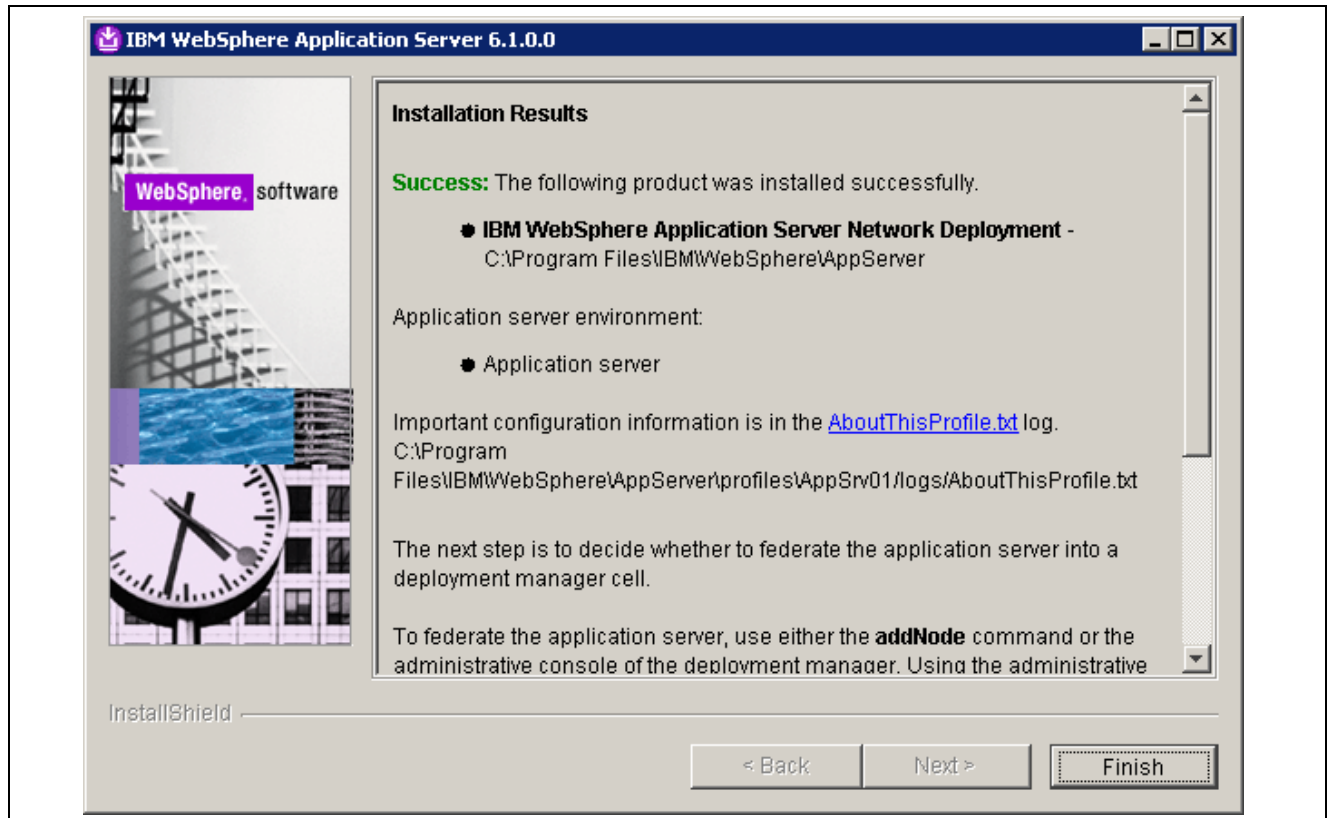 IBM WebSphere Application Server 6.1.0.0
WebSphere. software
Installation Results
Success: The following product was installed successfully.
● IBM WebSphere Application Server Network Deployment -
C:\Program Files\IBM\WebSphere\AppServer
Application server environment:
● Application server
Important configuration information is in the AboutThisProfile.txt log.
C:\Program
Files\IBM\WebSphere\AppServer\profiles\AppSrv01/logs/AboutThisProfile.txt
The next step is to decide whether to federate the application server into a
deployment manager cell.
To federate the application server, use either the addNode command or the
administrative console of the deployment manager. Using the administrative
InstallShield
< Back
Next >
Finish